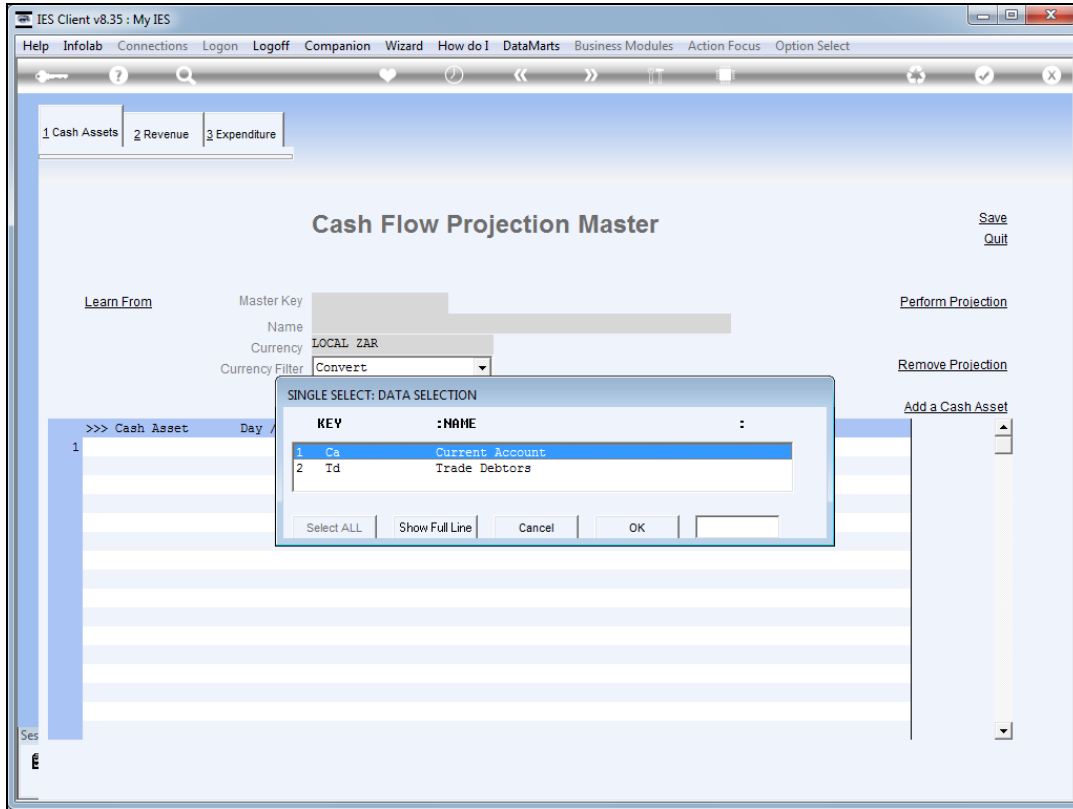 IES Client v8.35 : My IES
Help Infolab Connections Logon Logoff Companion Wizard How do I DataMarts Business Modules Action Focus Option Select
1 Cash Assets 2 Revenue 3 Expenditure
Cash Flow Projection Master
Save
Quit
Learn From Master Key Perform Projection
Name
Currency LOCAL ZAR
Currency Filter Convert Remove Projection
SINGLE SELECT: DATA SELECTION
Add a Cash Asset
>>> Cash Asset Day /
KEY :NAME :
1
1 Ca Current Account
2 Td Trade Debtors
Select ALL Show Full Line Cancel OK
Ses